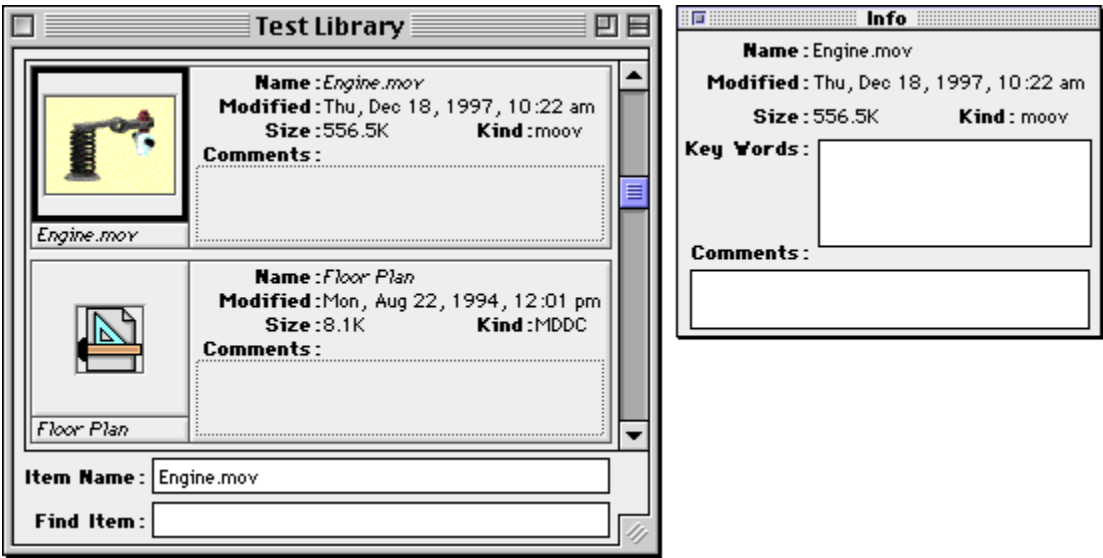 Test Library
Name: Engine.mov
Modified: Thu, Dec 18, 1997, 10:22 am
Size: 556.5K Kind: moov
Comments:
Engine.mov
Name: Floor Plan
Modified: Mon, Aug 22, 1994, 12:01 pm
Size: 8.1K Kind: MDDC
Comments:
Floor Plan
Item Name: Engine.mov
Find Item:
Info
Name: Engine.mov
Modified: Thu, Dec 18, 1997, 10:22 am
Size: 556.5K Kind: moov
Key Words:
Comments: